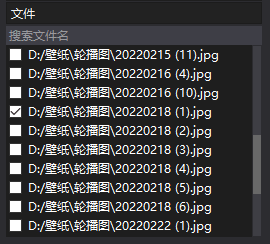 文件
搜索文件名
D:/壁纸\轮播图\20220215 (11).jpg
D:/壁纸\轮播图\20220216 (4).jpg
D:/壁纸\轮播图\20220216 (10).jpg
D:/壁纸\轮播图\20220218 (1).jpg
D:/壁纸\轮播图\20220218 (2).jpg
D:/壁纸\轮播图\20220218 (3).jpg
D:/壁纸\轮播图\20220218 (4).jpg
D:/壁纸\轮播图\20220218 (5).jpg
D:/壁纸\轮播图\20220218 (6).jpg
D:/壁纸\轮播图\20220222 (1).jpg